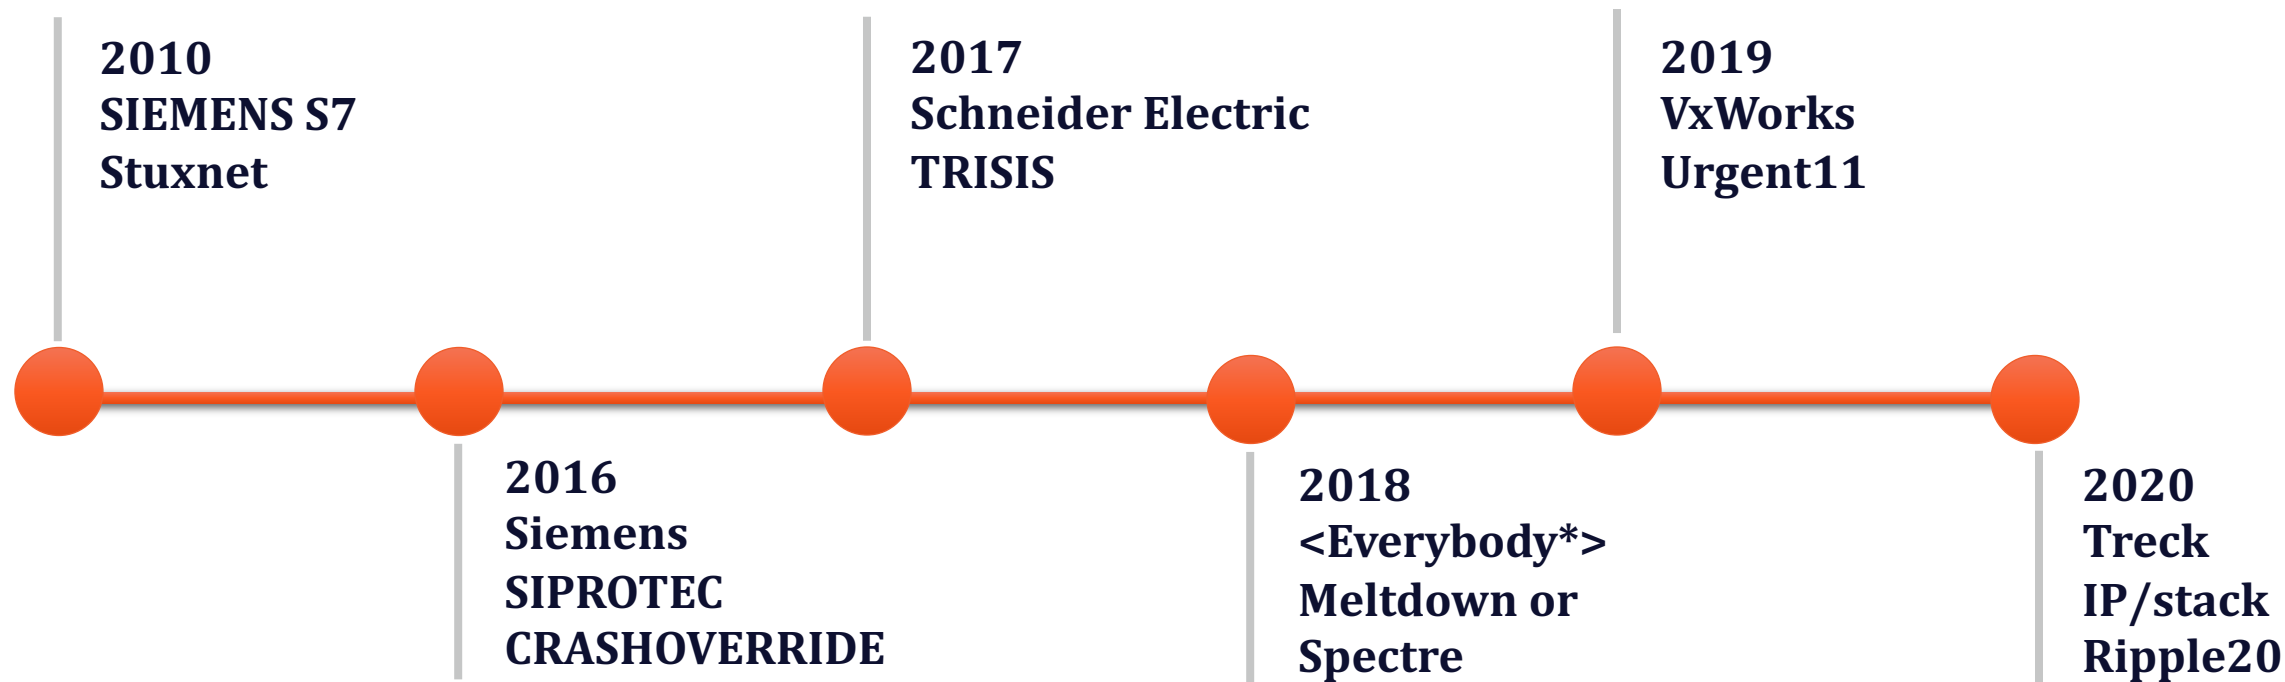 2010
SIEMENS S7
Stuxnet
2016
Siemens
SIPROTEC
CRASHOVERRIDE
2017
Schneider Electric
TRISIS
2018
<Everybody*>
Meltdown or
Spectre
2019
VxWorks
Urgent11
2020
Treck
IP/stack
Ripple20